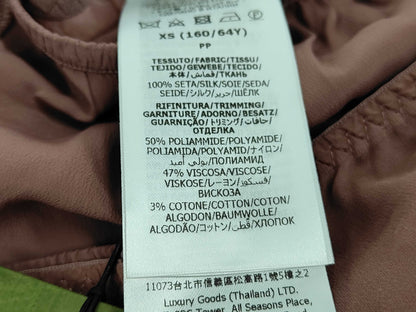 XS (160/64Y)
PP
TESSUTO/FABRIC/TISSU/
TEJIDO/GEWEBE/TECIDO/
本体/قماش/ТКАНЬ
100% SETA/SILK/SOIE/SEDA/
SEIDE/シルク/حرير/ШЁЛК
RIFINITURA/TRIMMING/
GARNITURE/ADORNO/BESATZ/
GUARNIÇÃO/トリミング/حافات/
ОТДЕЛКА
50% POLIAMMIDE/POLYAMIDE/
POLIAMIDA/POLYAMID/ナイロン/
بولي أميد/ПОЛИАМИД
47% VISCOSA/VISCOSE/
VISKOSE/レーヨン/فسكوز/
ВИСКОЗА
3% COTONE/COTTON/COTON/
ALGODON/BAUMWOLLE/
ALGODÃO/コットン/قطن/ХЛОПОК
11073台北市信義區松高路1號5樓之2
Luxury Goods (Thailand) LTD.
Tower, All Seasons Place,